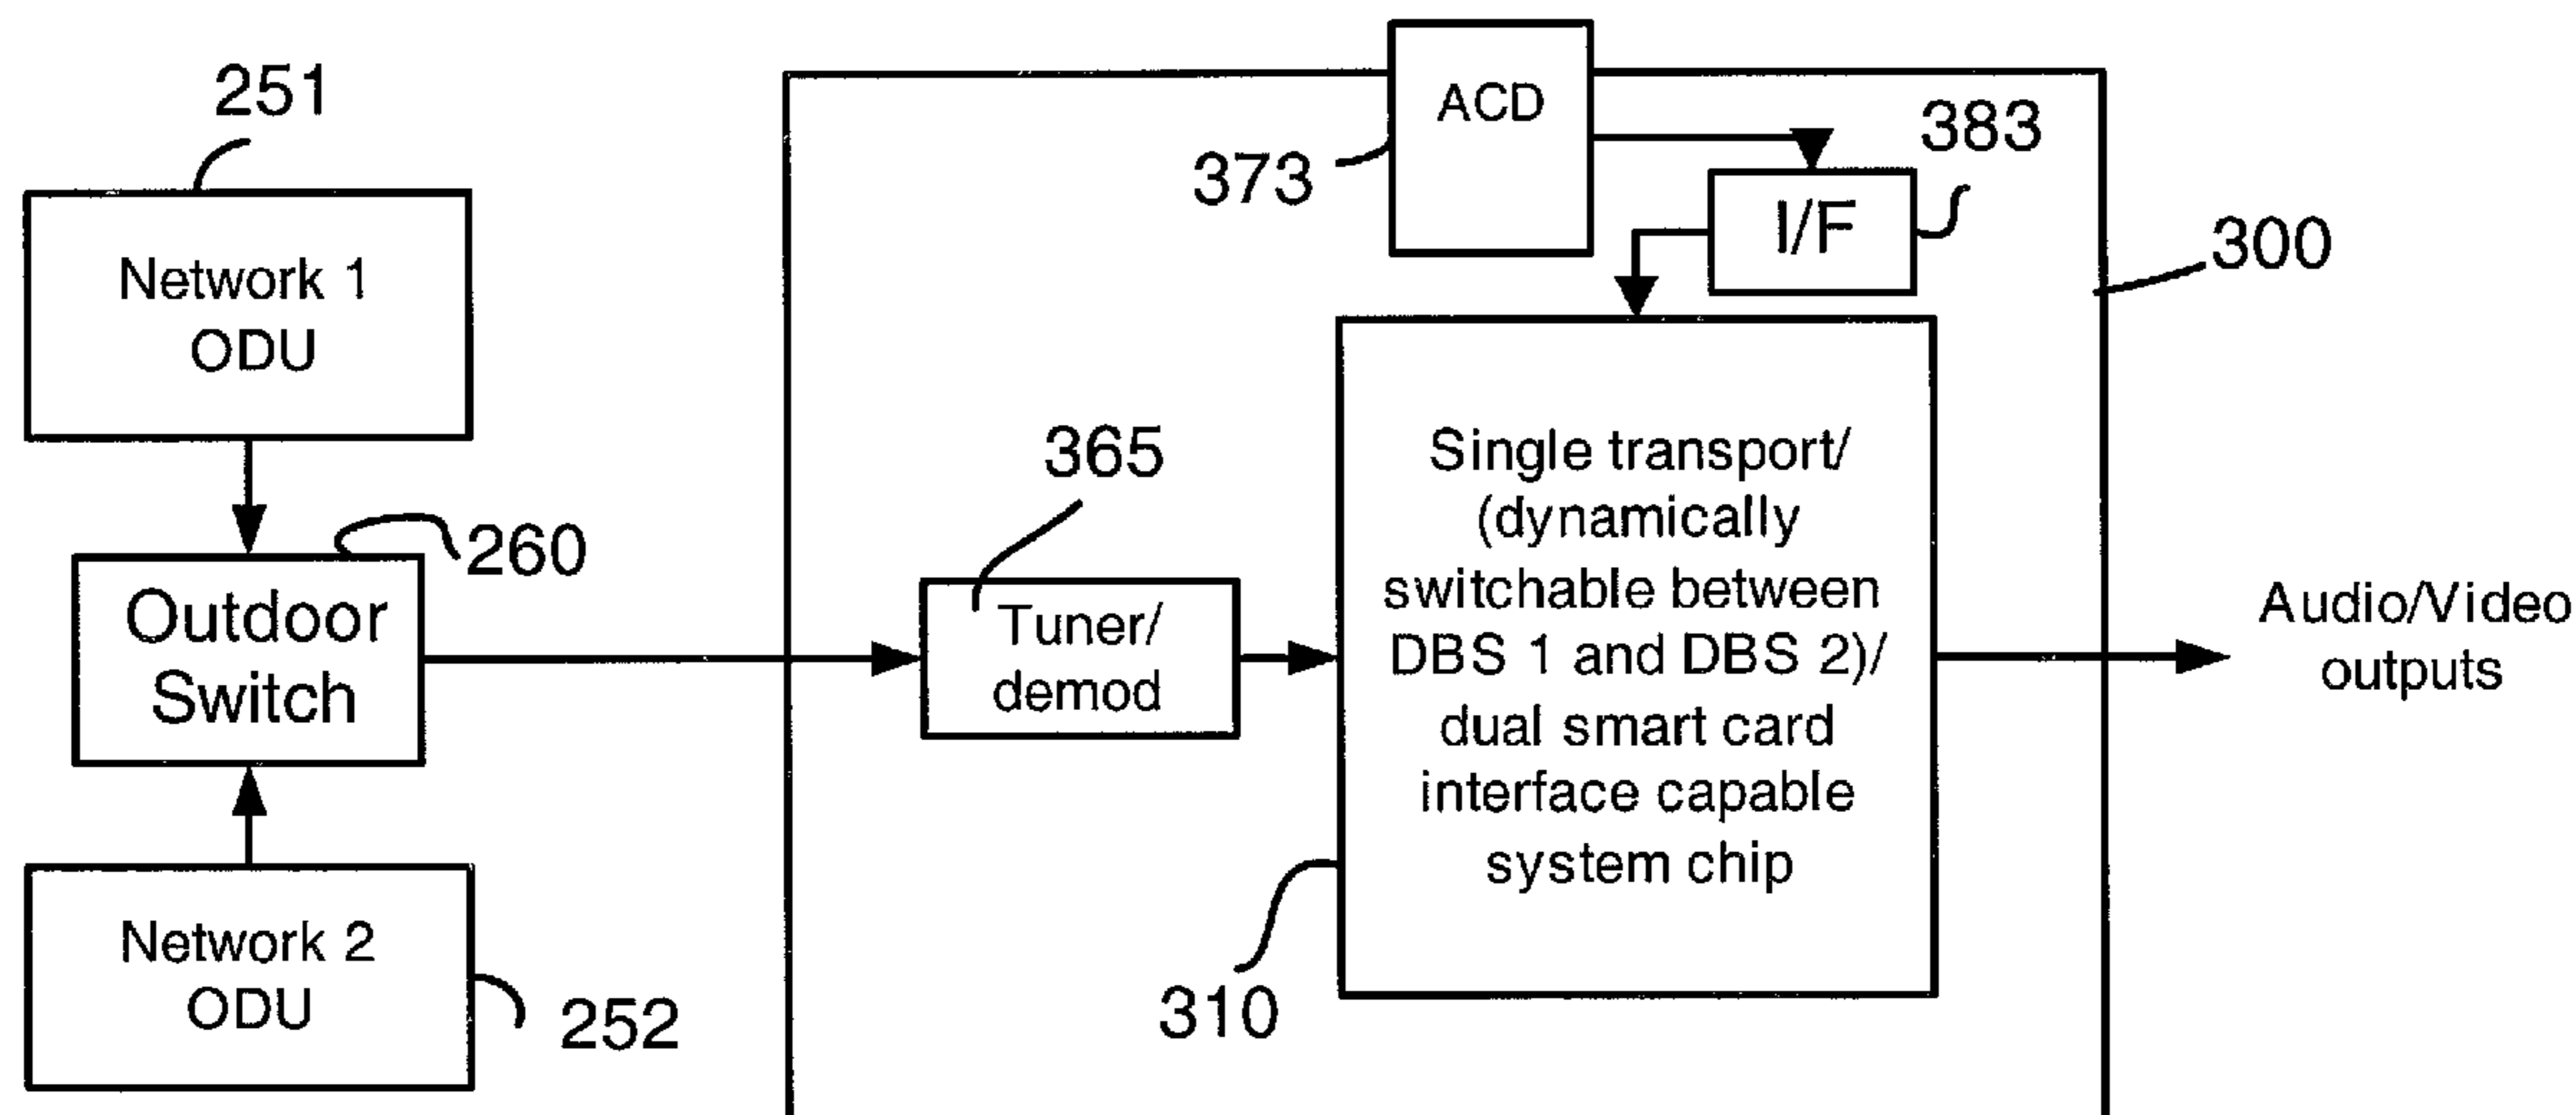 251
Network 1
ODU
260
Outdoor
Switch
Network 2
ODU
252
ACD
373
383
I/F
300
365
Tuner/
demod
Single transport/
(dynamically
switchable between
DBS 1 and DBS 2)/
dual smart card
interface capable
system chip
310
Audio/Video
outputs